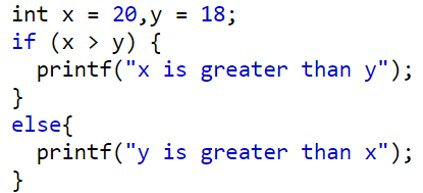 int x = 20,y = 18;
if (x > y) {
  printf("x is greater than y");
}
else{
  printf("y is greater than x");
}